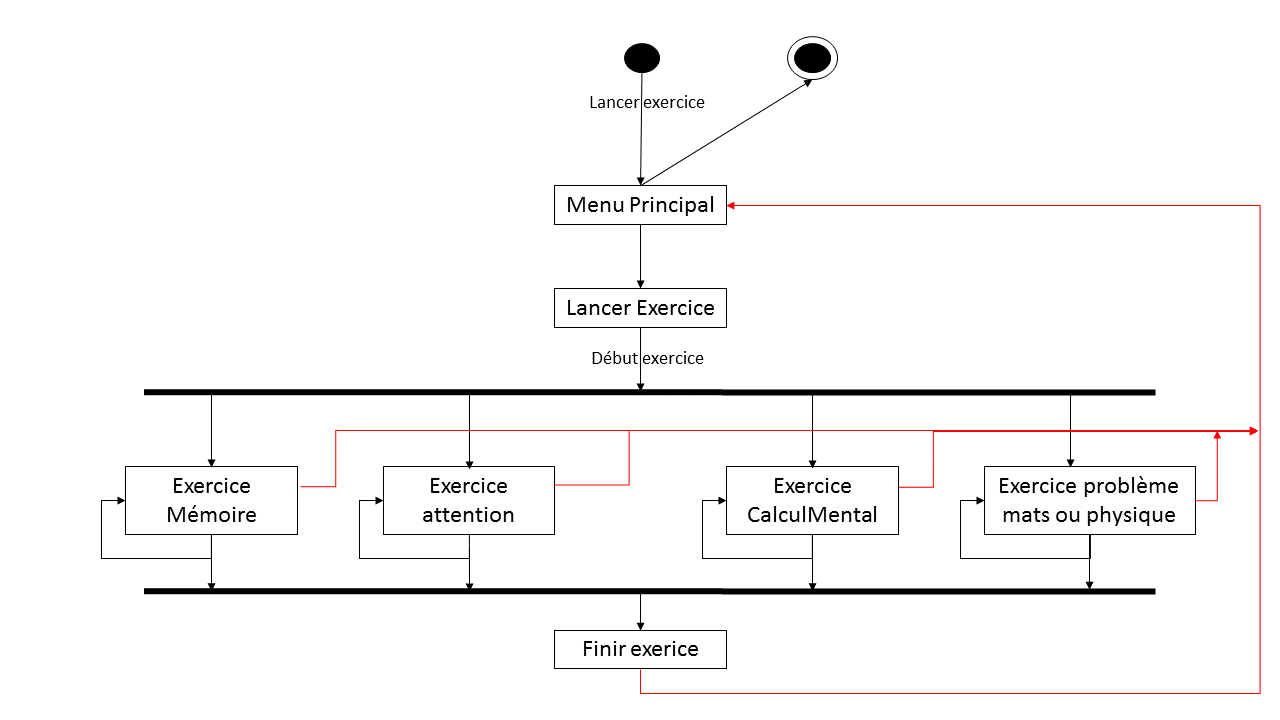 Lancer exercice
Menu Principal
Lancer Exercice
Début exercice
Exercice
Mémoire
Exercice
attention
Exercice
CalculMental
Exercice problème
mats ou physique
Finir exerice